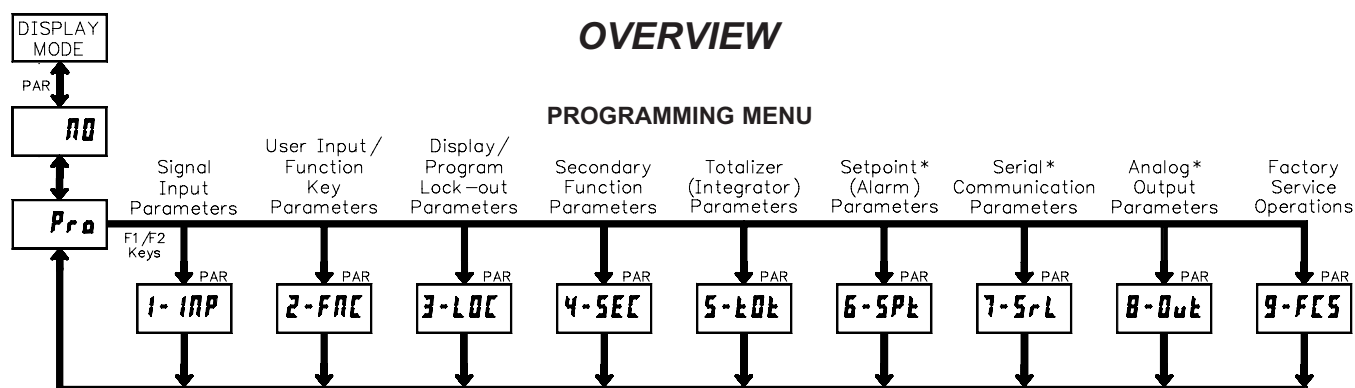 OVERVIEW
PROGRAMMING MENU
DISPLAY
MODE
PAR
NO
Pro
F1/F2
Keys
Signal
Input
Parameters
User Input/
Function
Key
Parameters
Display/
Program
Lock-out
Parameters
Secondary
Function
Parameters
Totalizer
(Integrator)
Parameters
Setpoint*
(Alarm)
Parameters
Serial*
Communication
Parameters
Analog*
Output
Parameters
Factory
Service
Operations
PAR
PAR
PAR
PAR
PAR
PAR
PAR
PAR
PAR
1-INP
2-FNC
3-LOC
4-SEC
5-tOt
6-SPt
7-SrL
8-Out
9-FCS